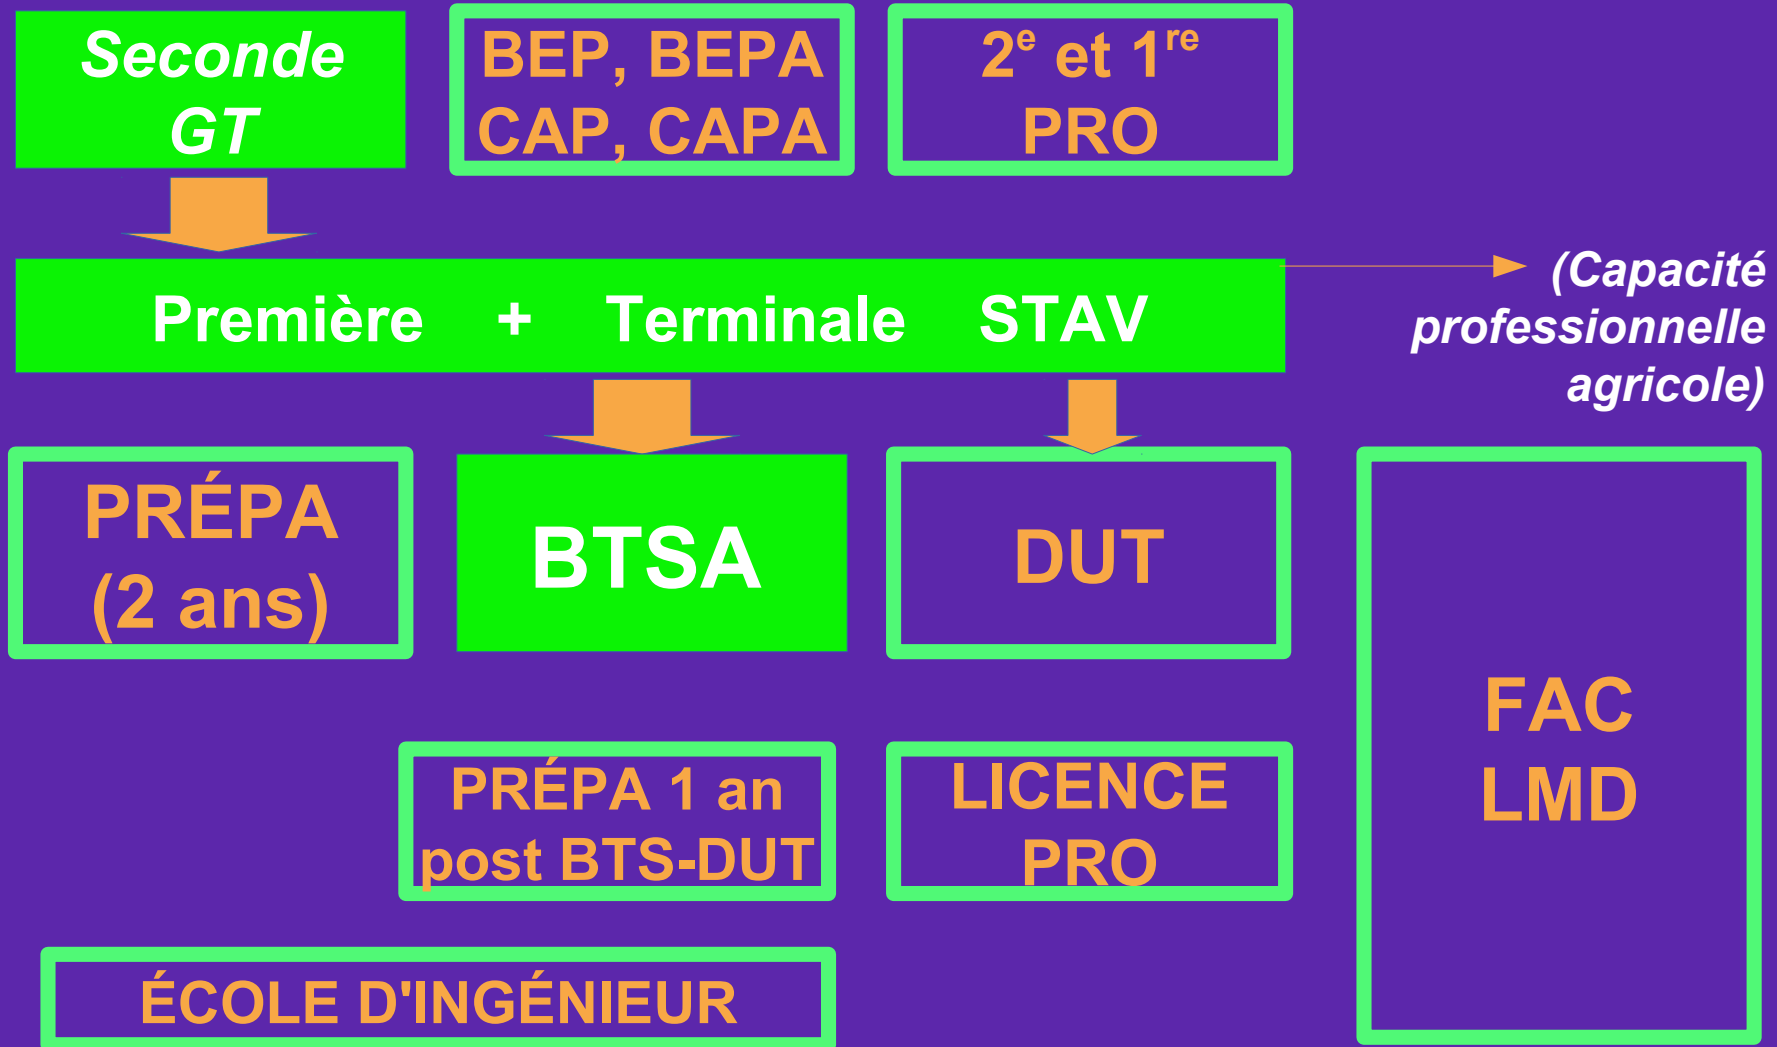 Seconde
GT
BEP, BEPA
CAP, CAPA
2e et 1re
PRO
Première + Terminale STAV
(Capacité
professionnelle
agricole)
PRÉPA
(2 ans)
BTSA
DUT
FAC
LMD
PRÉPA 1 an
post BTS-DUT
LICENCE
PRO
ÉCOLE D'INGÉNIEUR